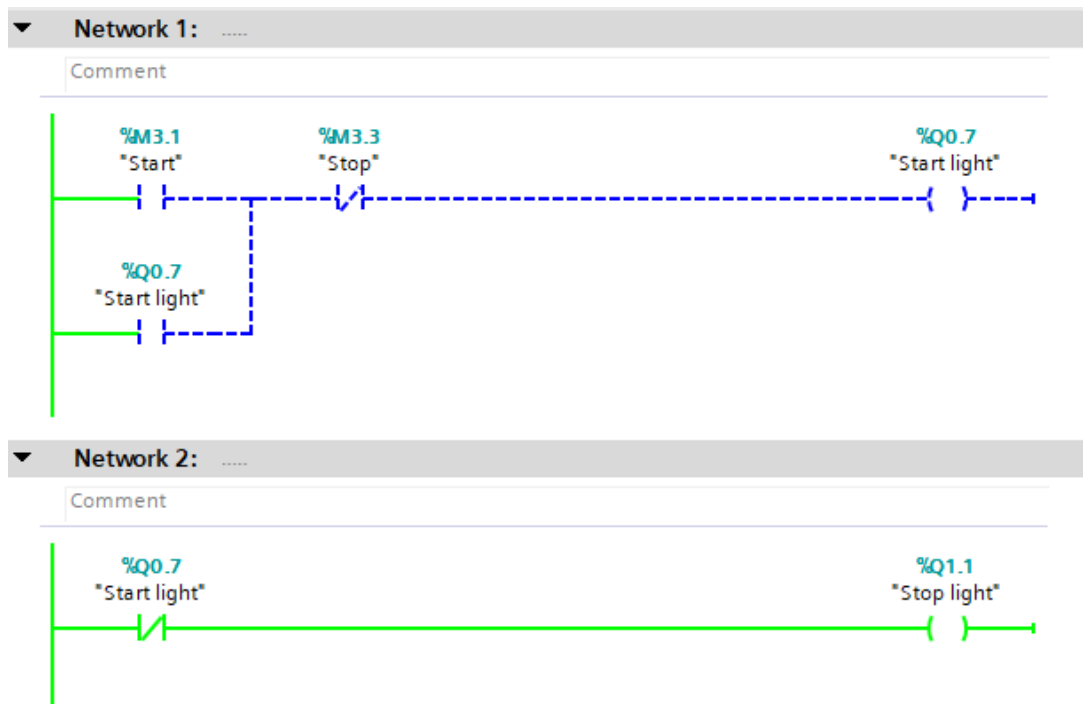 Network 1: .....
Comment
%M3.1 %M3.3 %Q0.7
"Start" "Stop" "Start light"
%Q0.7
"Start light"
Network 2: .....
Comment
%Q0.7 %Q1.1
"Start light" "Stop light"